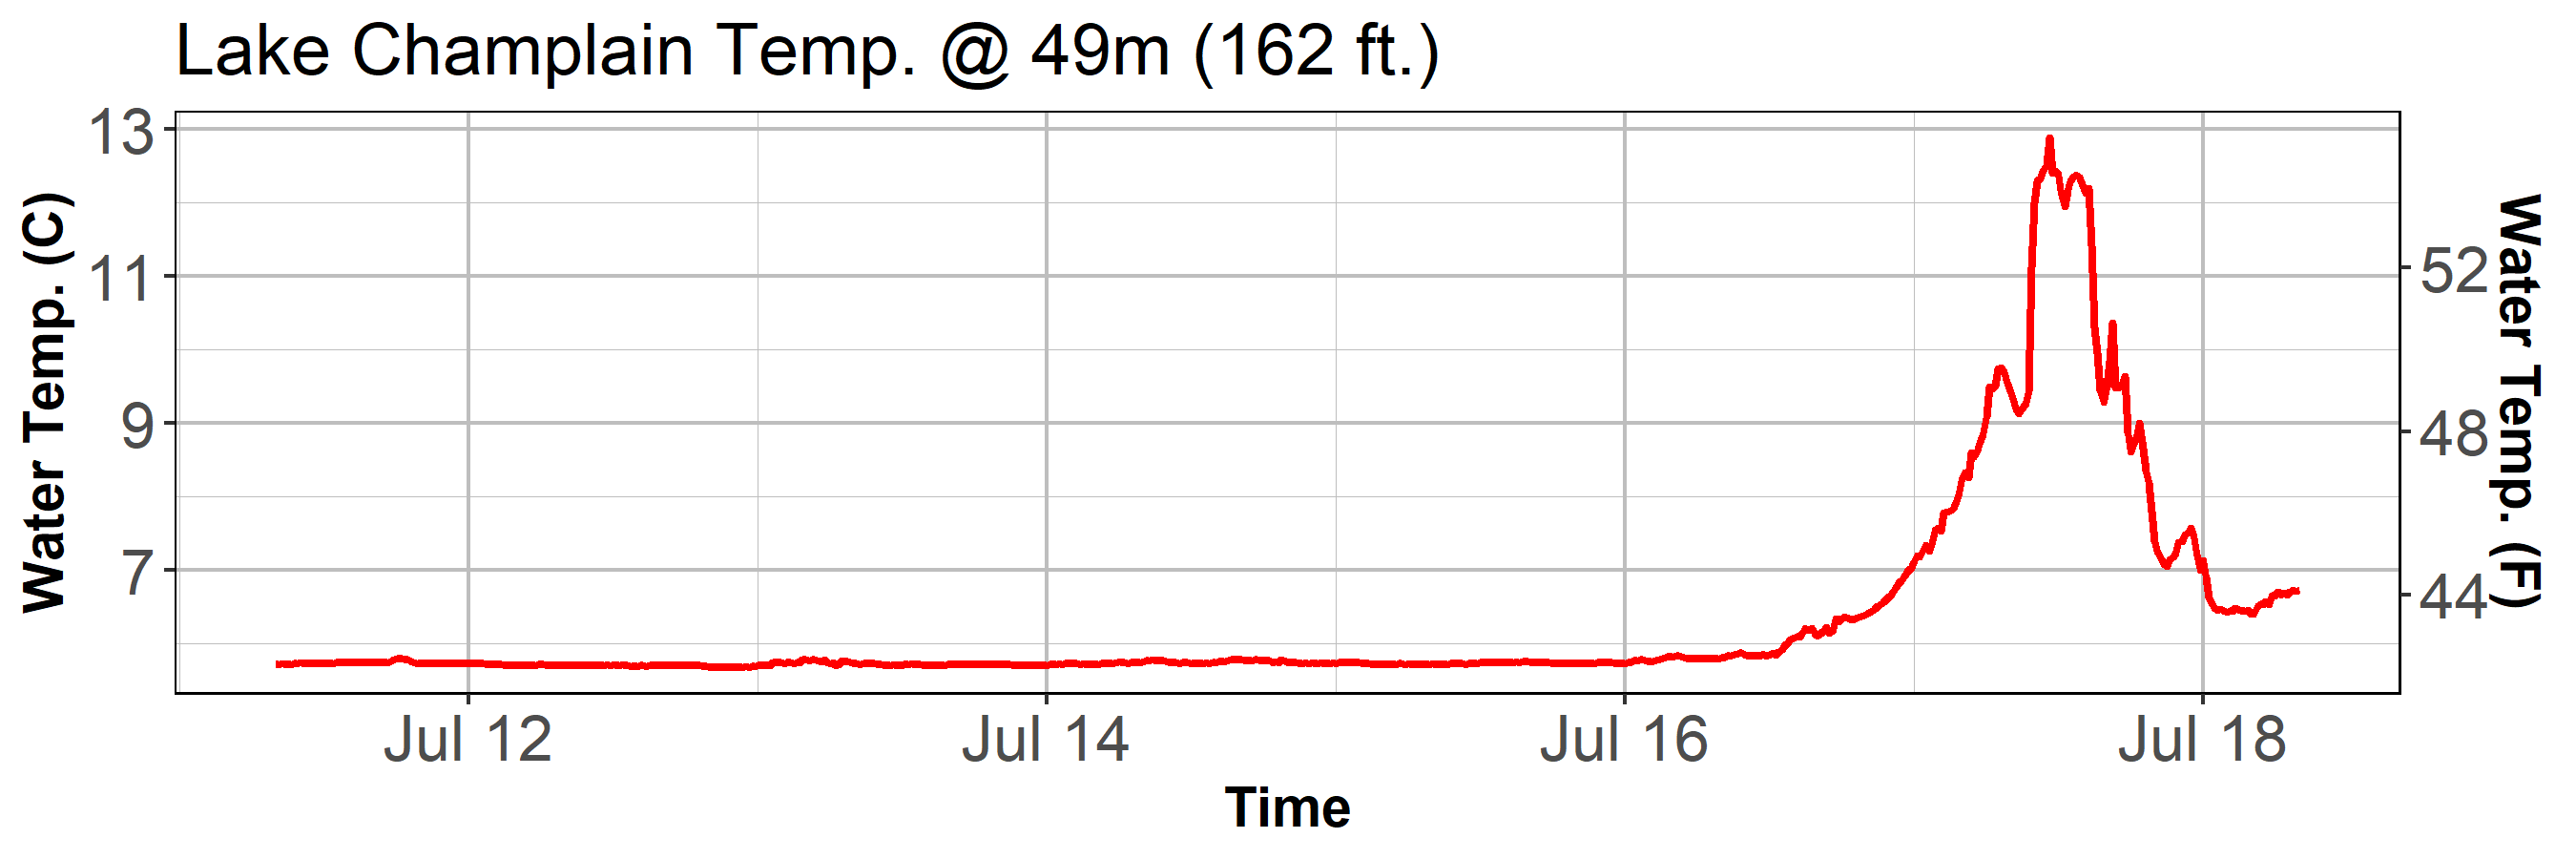 Lake Champlain Temp. @ 49m (162 ft.)
Water Temp. (C)
13
11
9
7
52
48
44
Water Temp. (F)
Jul 12
Jul 14
Jul 16
Jul 18
Time